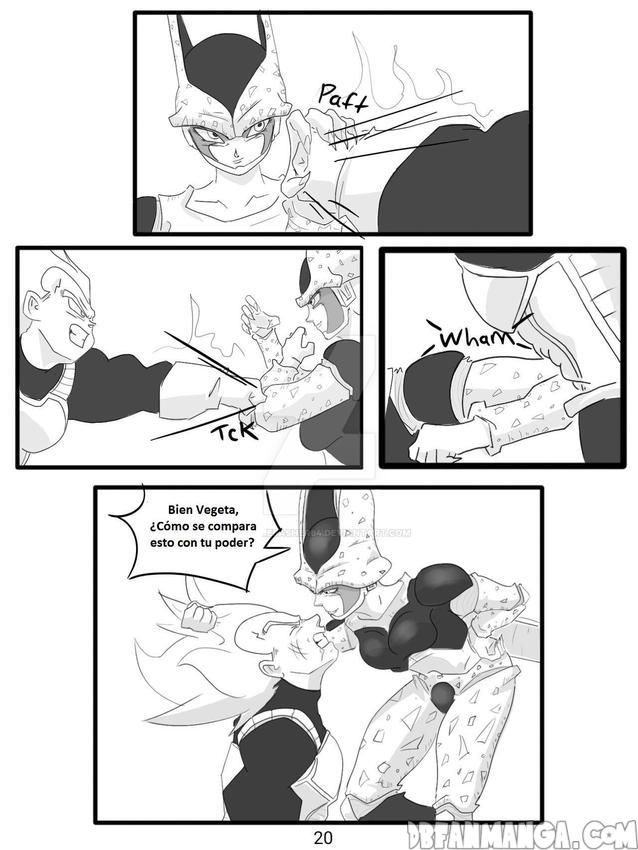 Paft
Tck
Wham
Bien Vegeta,
¿Cómo se compara
esto con tu poder?
20
DBFANMANGA.COM